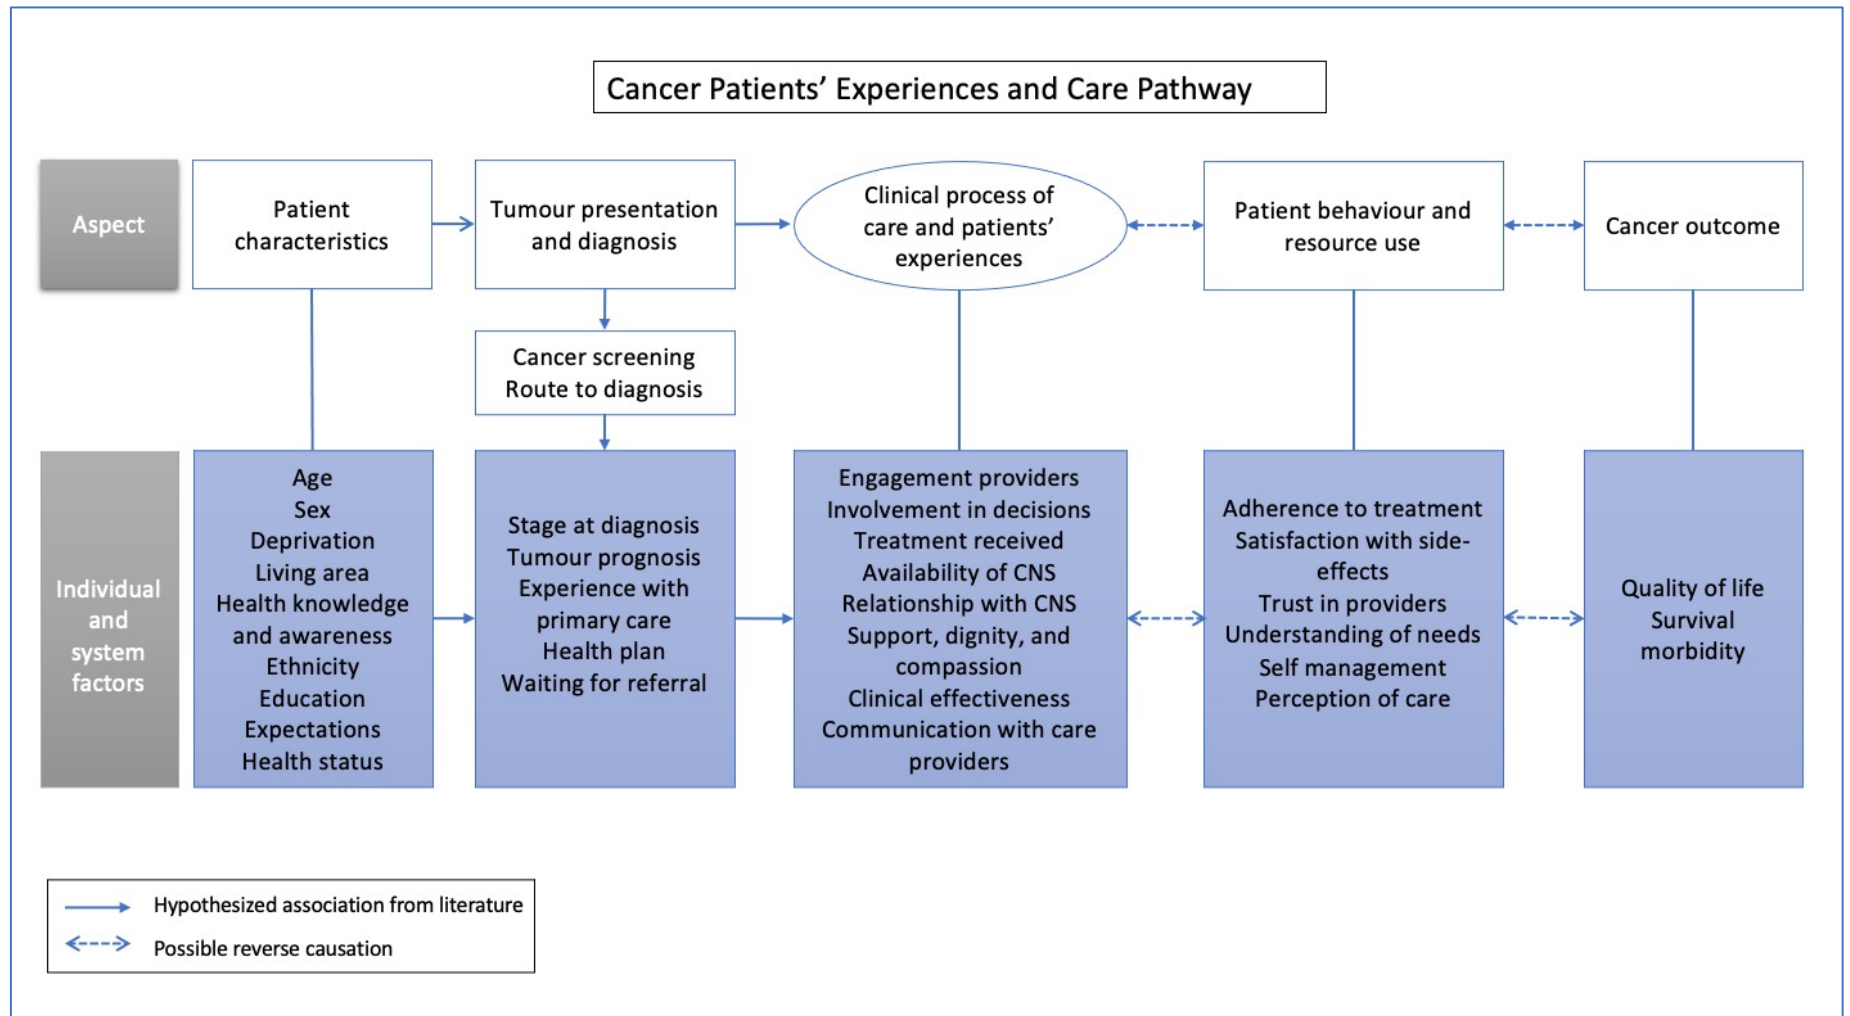 Cancer Patients’ Experiences and Care Pathway
Aspect
Patient
characteristics
Tumour presentation
and diagnosis
Clinical process of
care and patients’
experiences
Patient behaviour and
resource use
Cancer outcome
Cancer screening
Route to diagnosis
Individual
and
system
factors
Age
Sex
Deprivation
Living area
Health knowledge
and awareness
Ethnicity
Education
Expectations
Health status
Stage at diagnosis
Tumour prognosis
Experience with
primary care
Health plan
Waiting for referral
Engagement providers
Involvement in decisions
Treatment received
Availability of CNS
Relationship with CNS
Support, dignity, and
compassion
Clinical effectiveness
Communication with care
providers
Adherence to treatment
Satisfaction with side-
effects
Trust in providers
Understanding of needs
Self management
Perception of care
Quality of life
Survival
morbidity
Hypothesized association from literature
Possible reverse causation